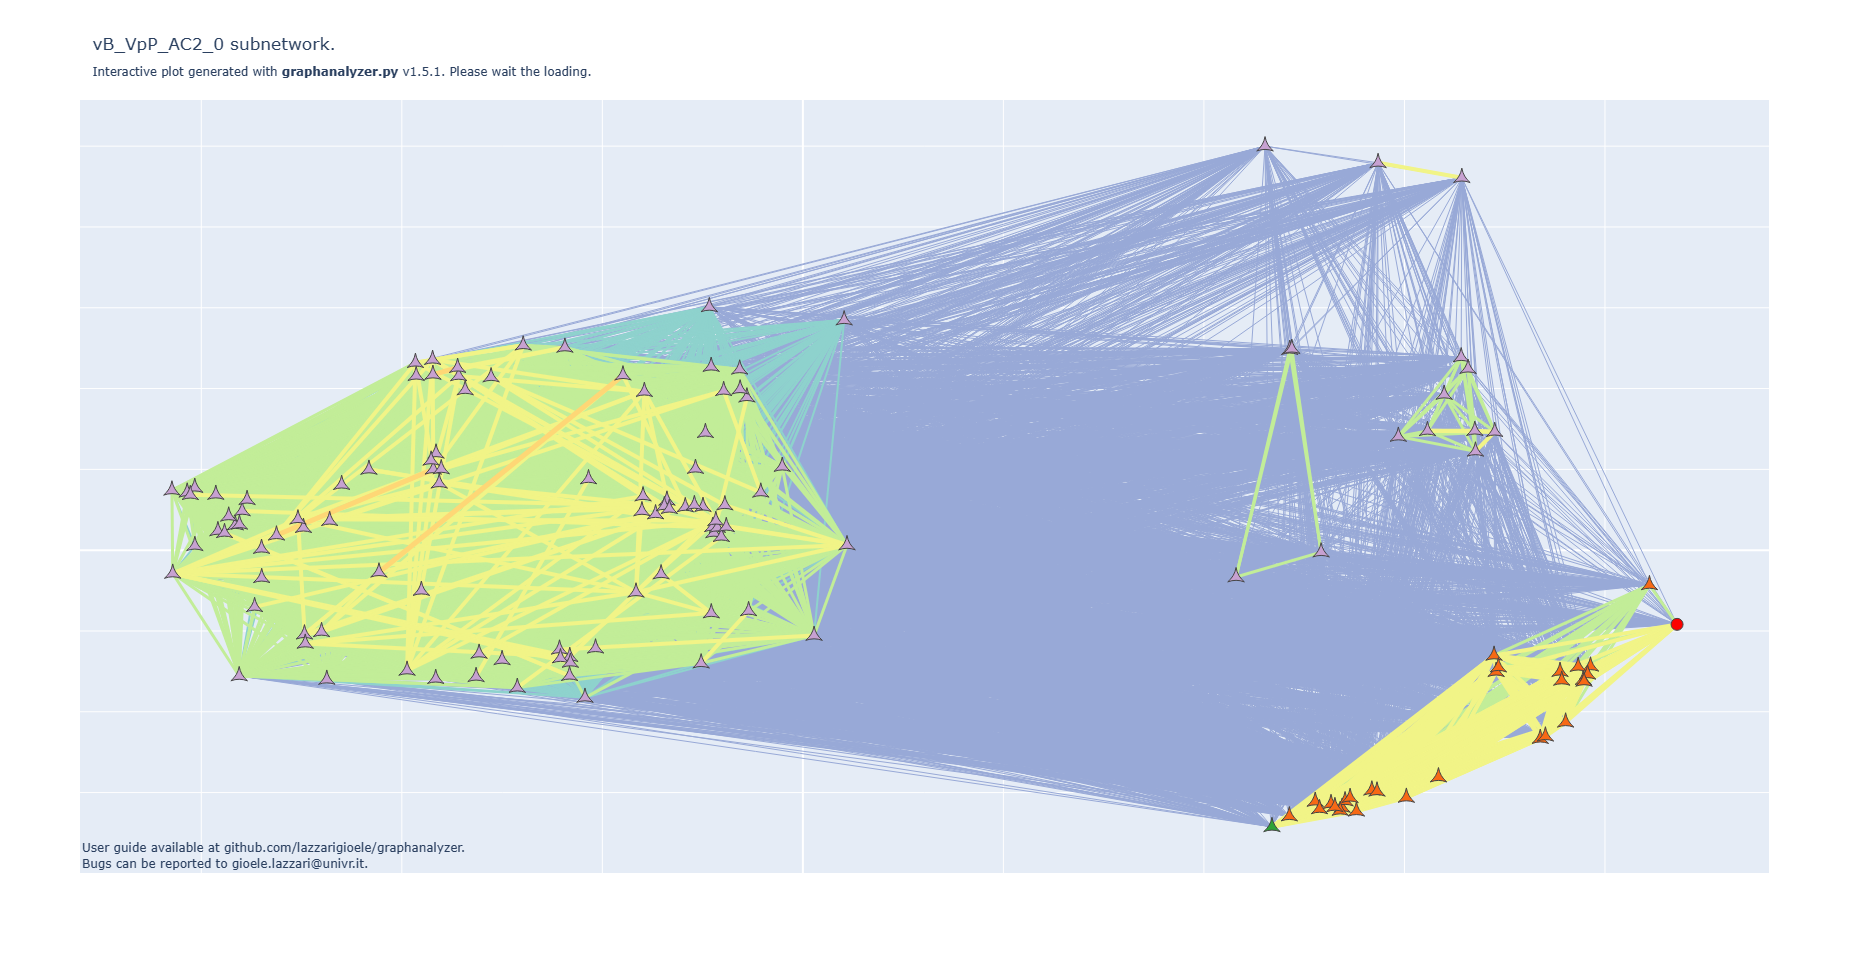 vB_VpP_AC2_0 subnetwork.
Interactive plot generated with graphanalyzer.py v1.5.1. Please wait the loading.
User guide available at github.com/lazzarigioele/graphanalyzer.
Bugs can be reported to gioele.lazzari@univr.it.